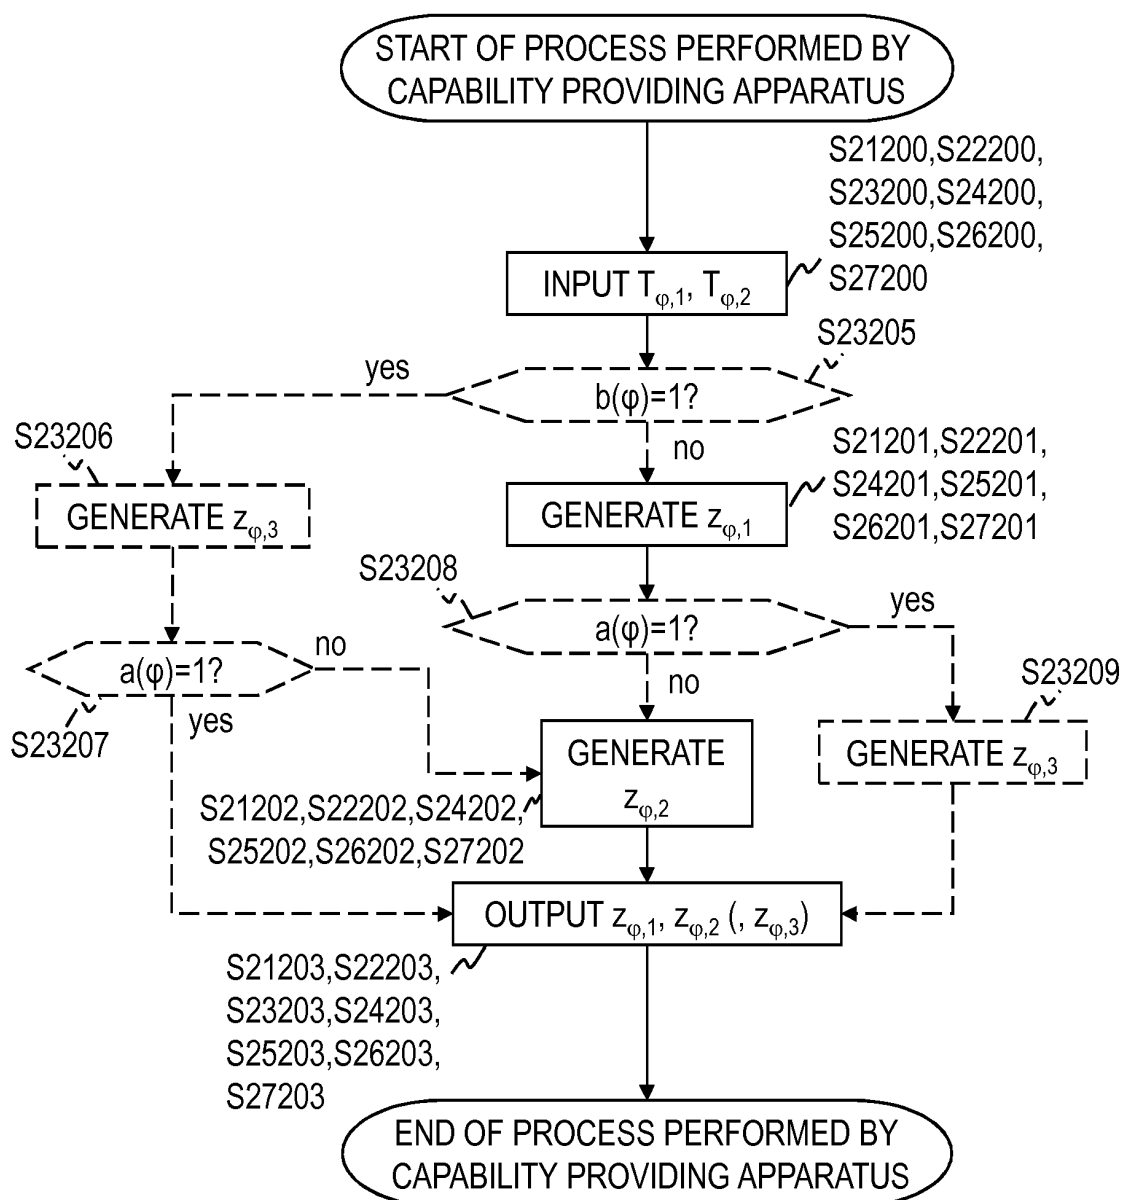 START OF PROCESS PERFORMED BY
CAPABILITY PROVIDING APPARATUS
S21200,S22200,
S23200,S24200,
S25200,S26200,
S27200
INPUT Tφ,1, Tφ,2
S23205
yes
b(φ)=1?
no
S23206
GENERATE zφ,3
S21201,S22201,
S24201,S25201,
S26201,S27201
GENERATE zφ,1
S23208
yes
a(φ)=1?
no
no
a(φ)=1?
yes
S23207
S23209
GENERATE zφ,3
GENERATE
zφ,2
S21202,S22202,S24202,
S25202,S26202,S27202
OUTPUT zφ,1, zφ,2 (, zφ,3)
S21203,S22203,
S23203,S24203,
S25203,S26203,
S27203
END OF PROCESS PERFORMED BY
CAPABILITY PROVIDING APPARATUS